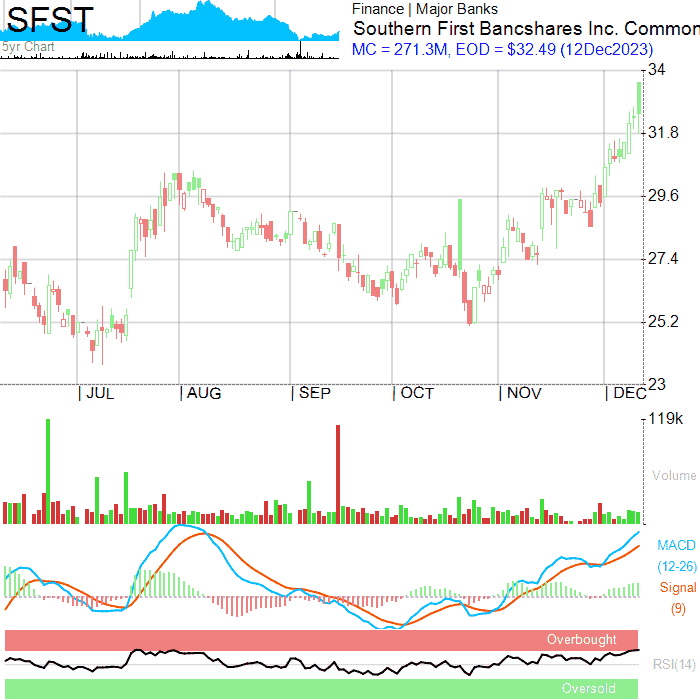 SFST
5yr Chart
Finance | Major Banks
Southern First Bancshares Inc. Common
MC = 271.3M, EOD = $32.49 (12Dec2023)
34
31.8
29.6
27.4
25.2
23
| JUL | AUG | SEP | OCT | NOV | DEC
119k
Volume
MACD
(12-26)
Signal
(9)
Overbought
RSI(14)
Oversold